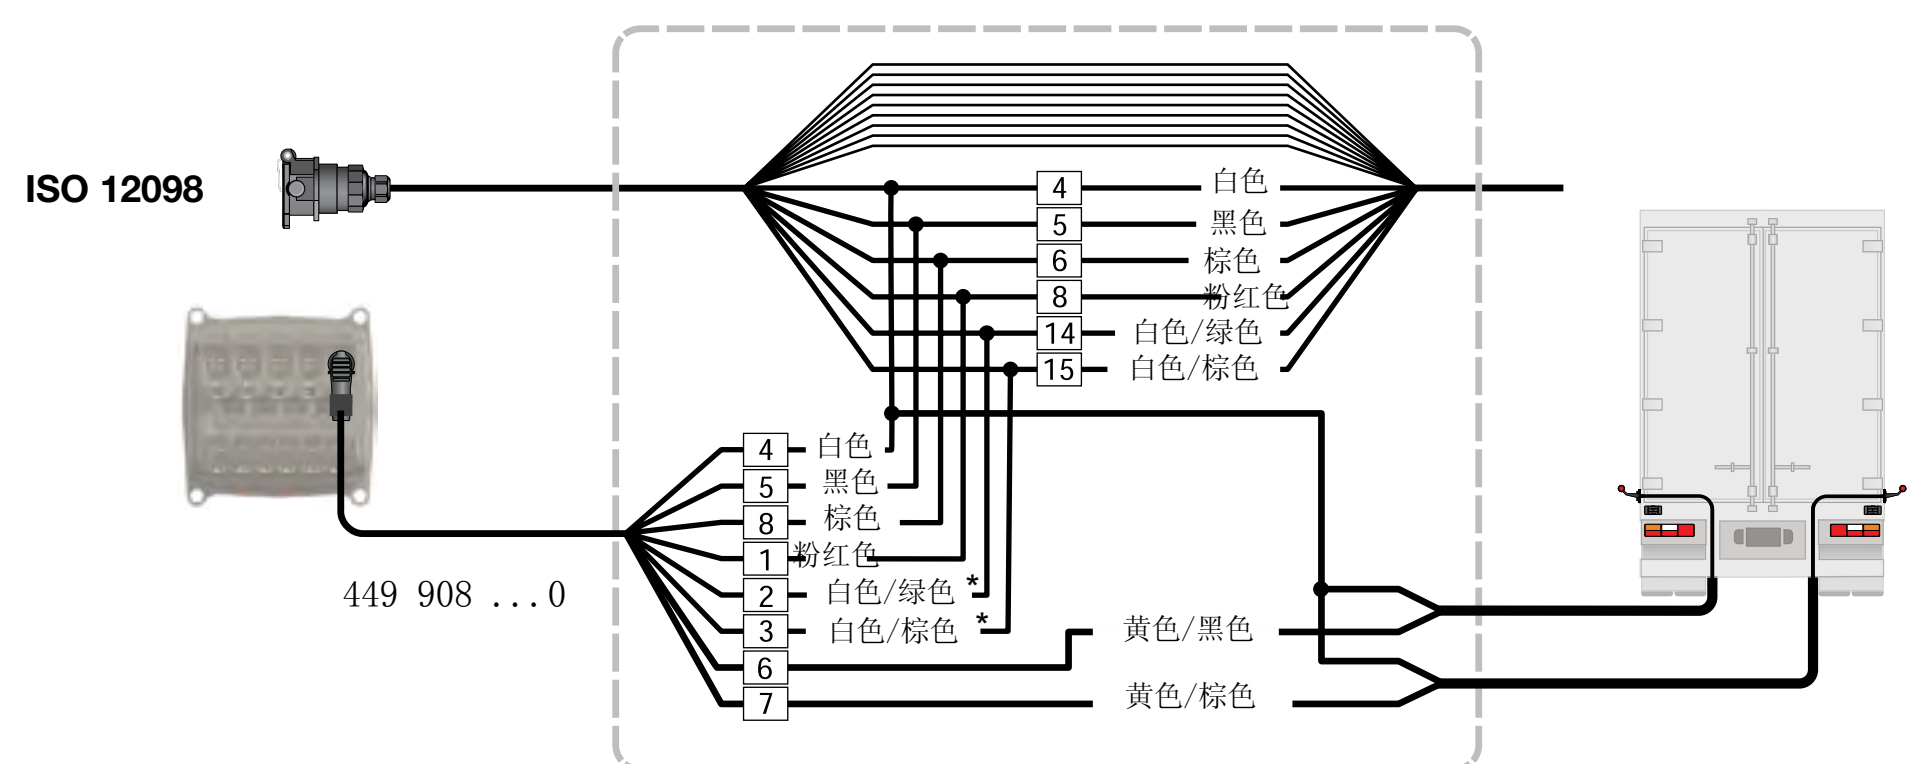 ISO 12098
4 白色
5 黑色
6 棕色
8 粉红色
14 白色/绿色
15 白色/棕色
4 白色
5 黑色
8 棕色
1 粉红色
2 白色/绿色 *
3 白色/棕色 *
6 黄色/黑色
7 黄色/棕色
449 908 ...0